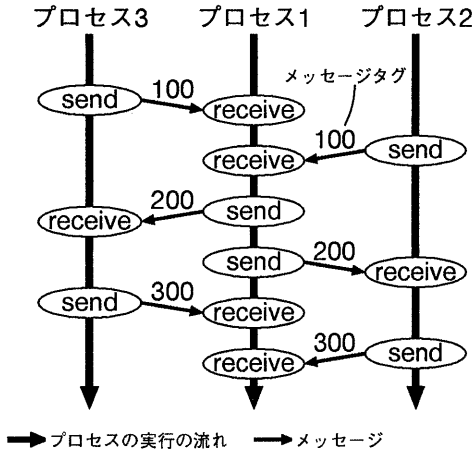 プロセス3 プロセス1 プロセス2
send 100 receive メッセージタグ
receive 100 send
receive 200 send
send 200 receive
send 300 receive
receive 300 send
プロセスの実行の流れ メッセージ